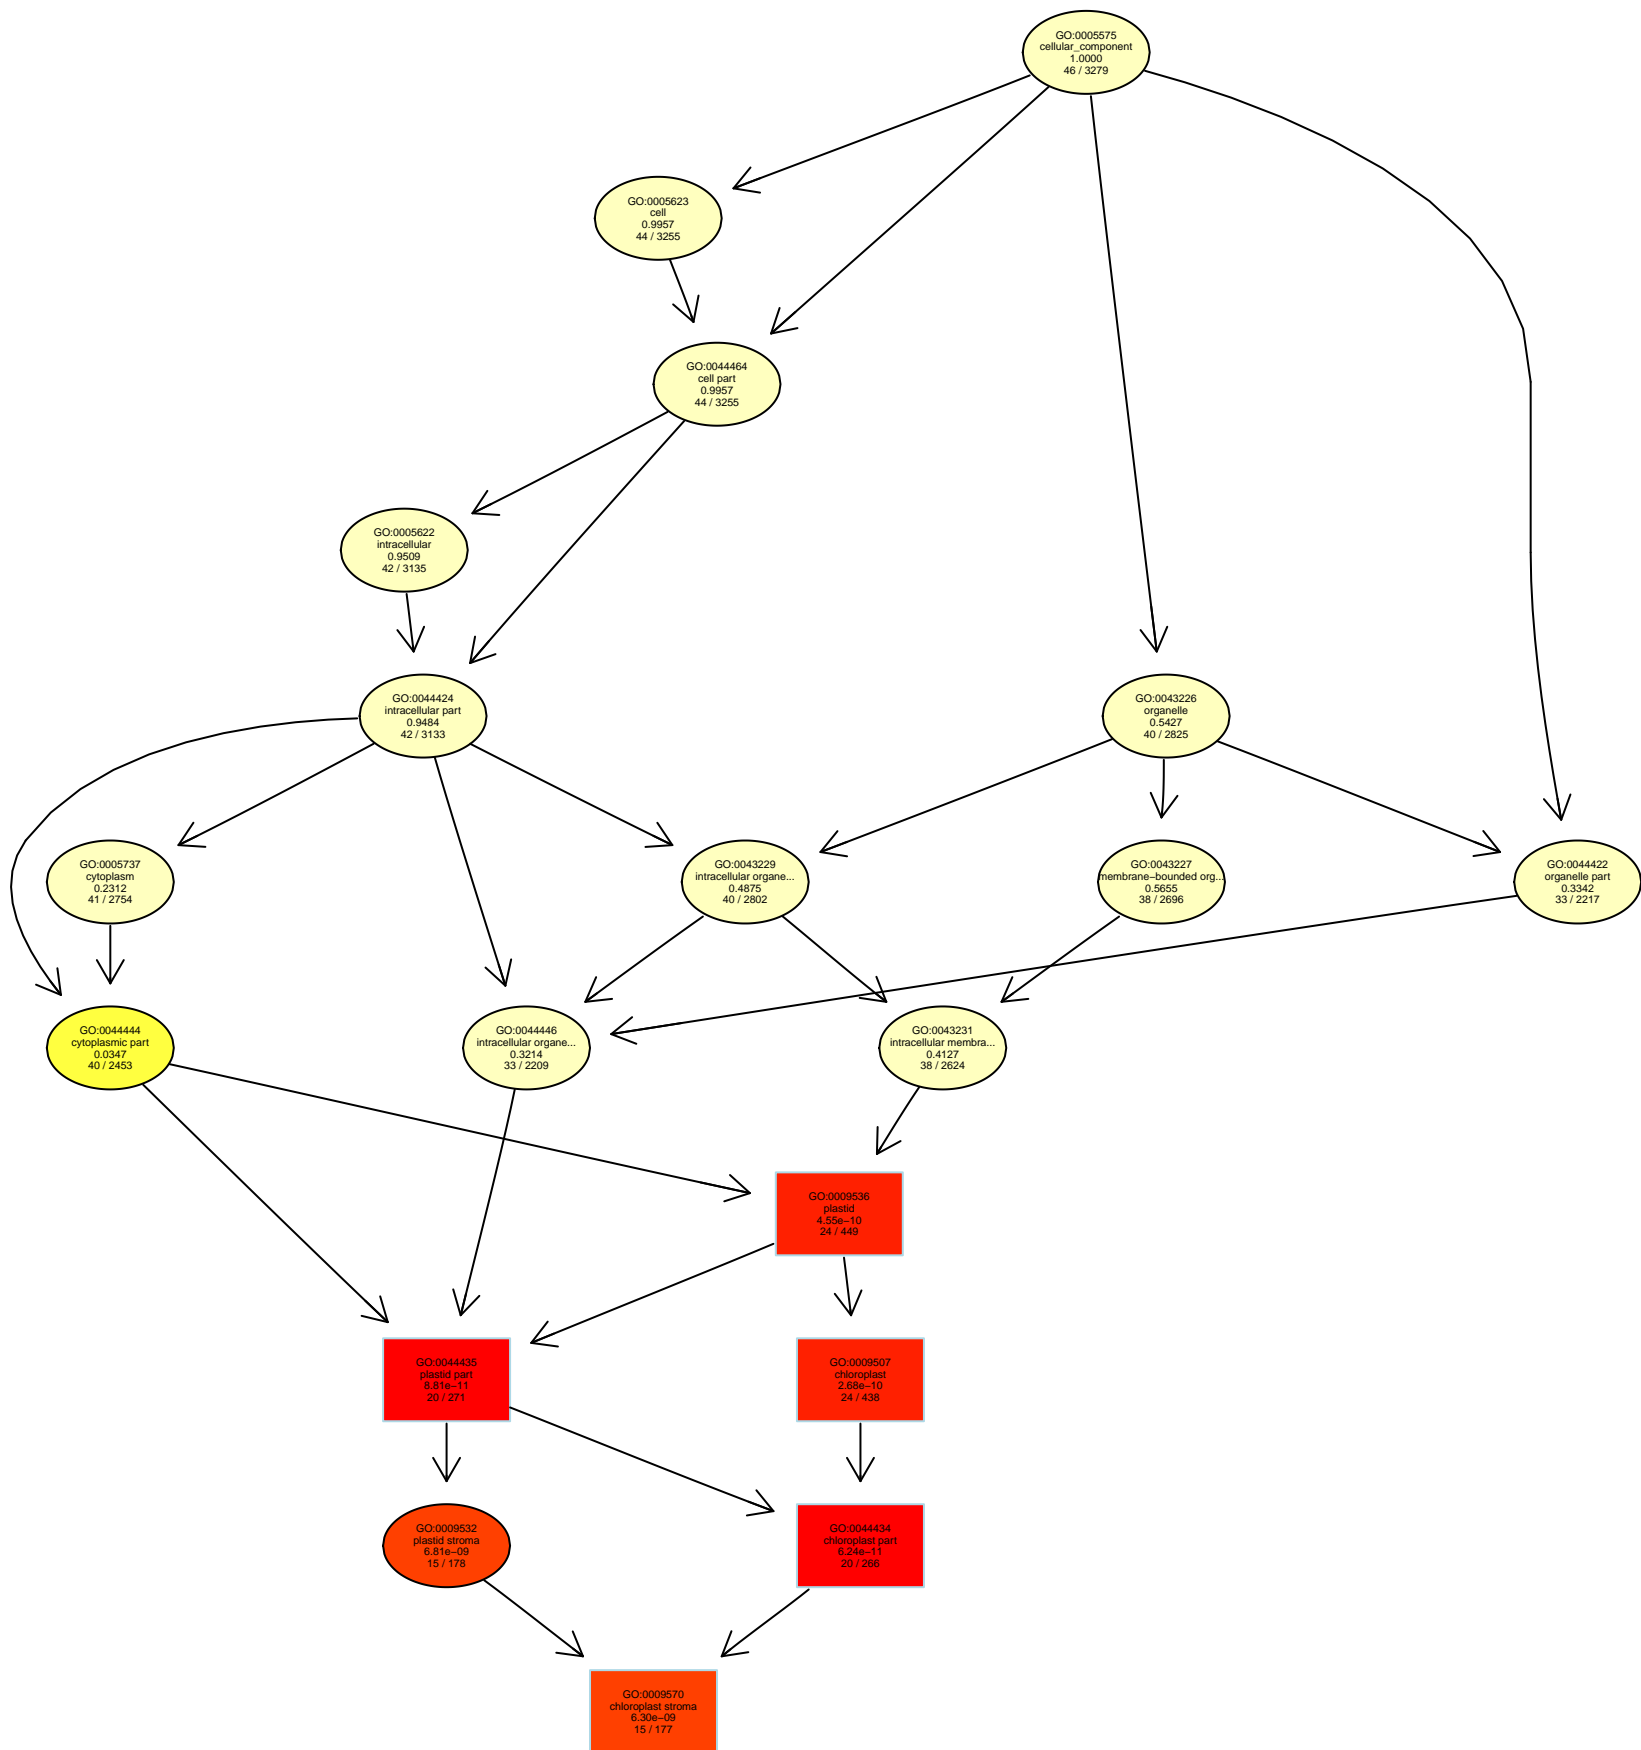 GO:0005575
cellular_component
1.0000
46 / 3279
GO:0005623
cell
0.9957
44 / 3255
GO:0044464
cell part
0.9957
44 / 3255
GO:0005622
intracellular
0.9509
42 / 3135
GO:0044424
intracellular part
0.9484
42 / 3133
GO:0043226
organelle
0.5427
40 / 2825
GO:0005737
cytoplasm
0.2312
41 / 2754
GO:0043229
intracellular organe...
0.4875
40 / 2802
GO:0043227
membrane−bounded org...
0.5655
38 / 2696
GO:0044422
organelle part
0.3342
33 / 2217
GO:0044444
cytoplasmic part
0.0347
40 / 2453
GO:0044446
intracellular organe...
0.3214
33 / 2209
GO:0043231
intracellular membra...
0.4127
38 / 2624
GO:0009536
plastid
4.55e−10
24 / 449
GO:0044435
plastid part
8.81e−11
20 / 271
GO:0009507
chloroplast
2.68e−10
24 / 438
GO:0009532
plastid stroma
6.81e−09
15 / 178
GO:0044434
chloroplast part
6.24e−11
20 / 266
GO:0009570
chloroplast stroma
6.30e−09
15 / 177